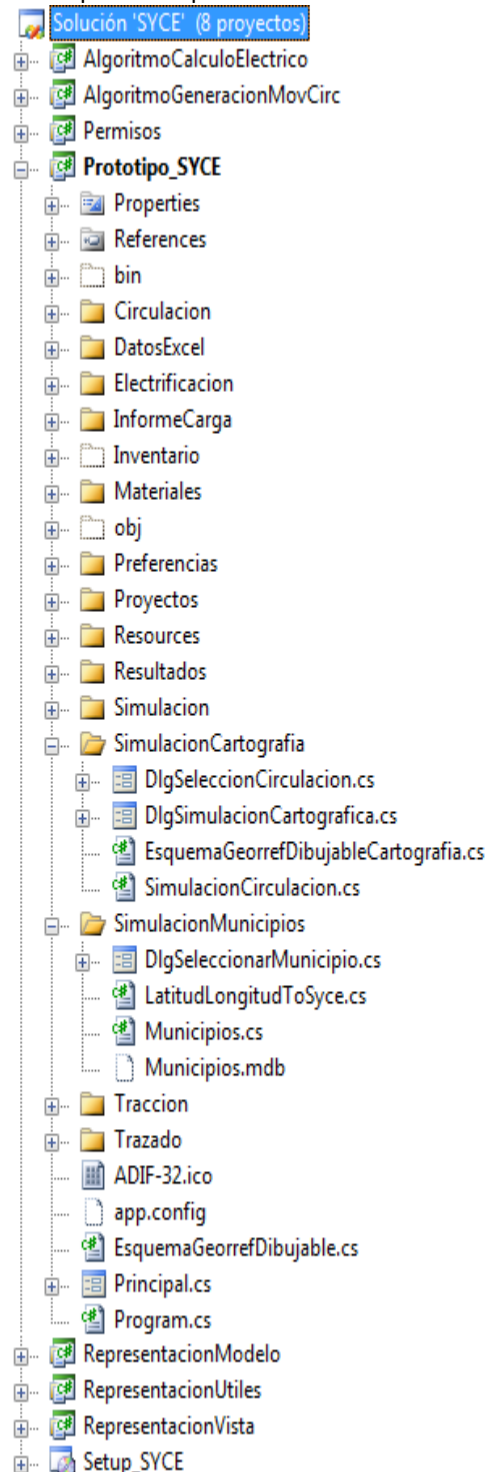 Solución 'SYCE' (8 proyectos)
AlgoritmoCalculoElectrico
AlgoritmoGeneracionMovCirc
Permisos
Prototipo_SYCE
Properties
References
bin
Circulacion
DatosExcel
Electrificacion
InformeCarga
Inventario
Materiales
obj
Preferencias
Proyectos
Resources
Resultados
Simulacion
SimulacionCartografia
DlgSeleccionCirculacion.cs
DlgSimulacionCartografica.cs
EsquemaGeorrefDibujableCartografia.cs
SimulacionCirculacion.cs
SimulacionMunicipios
DlgSeleccionarMunicipio.cs
LatitudLongitudToSyce.cs
Municipios.cs
Municipios.mdb
Traccion
Trazado
ADIF-32.ico
app.config
EsquemaGeorrefDibujable.cs
Principal.cs
Program.cs
RepresentacionModelo
RepresentacionUtiles
RepresentacionVista
Setup_SYCE